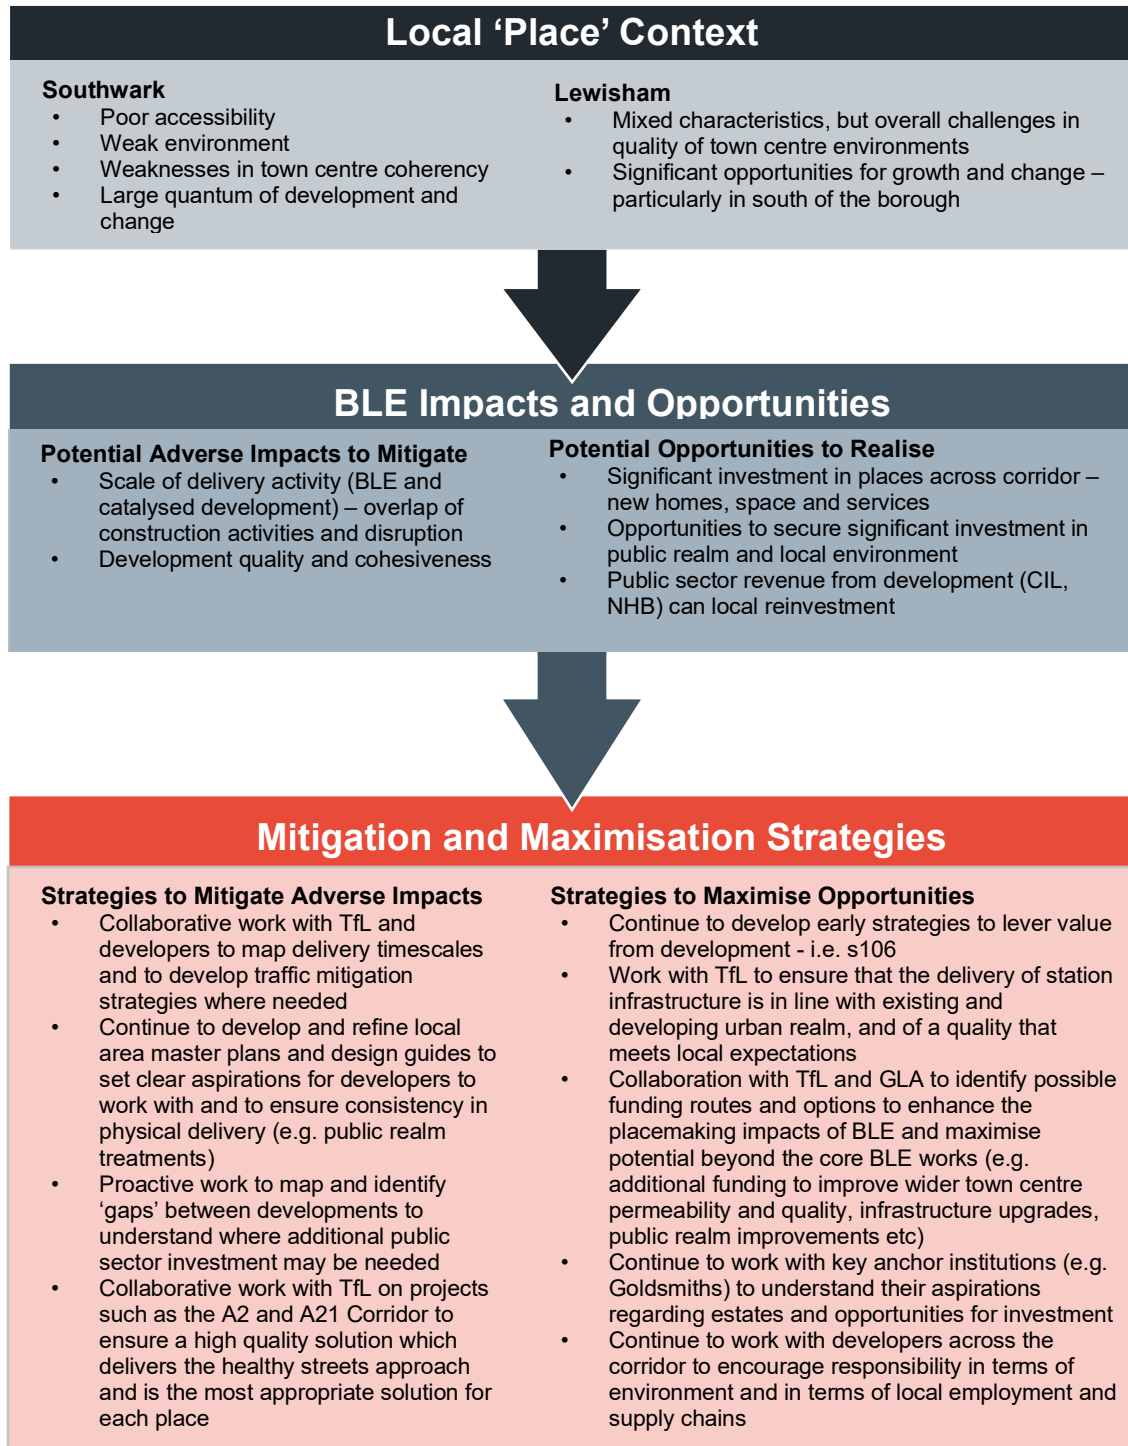 Local ‘Place’ Context
Southwark
• Poor accessibility
• Weak environment
• Weaknesses in town centre coherency
• Large quantum of development and
change
Lewisham
• Mixed characteristics, but overall challenges in
quality of town centre environments
• Significant opportunities for growth and change –
particularly in south of the borough
BLE Impacts and Opportunities
Potential Adverse Impacts to Mitigate
• Scale of delivery activity (BLE and
catalysed development) – overlap of
construction activities and disruption
• Development quality and cohesiveness
Potential Opportunities to Realise
• Significant investment in places across corridor –
new homes, space and services
• Opportunities to secure significant investment in
public realm and local environment
• Public sector revenue from development (CIL,
NHB) can local reinvestment
Mitigation and Maximisation Strategies
Strategies to Mitigate Adverse Impacts
• Collaborative work with TfL and
developers to map delivery timescales
and to develop traffic mitigation
strategies where needed
• Continue to develop and refine local
area master plans and design guides to
set clear aspirations for developers to
work with and to ensure consistency in
physical delivery (e.g. public realm
treatments)
• Proactive work to map and identify
‘gaps’ between developments to
understand where additional public
sector investment may be needed
• Collaborative work with TfL on projects
such as the A2 and A21 Corridor to
ensure a high quality solution which
delivers the healthy streets approach
and is the most appropriate solution for
each place
Strategies to Maximise Opportunities
• Continue to develop early strategies to lever value
from development - i.e. s106
• Work with TfL to ensure that the delivery of station
infrastructure is in line with existing and
developing urban realm, and of a quality that
meets local expectations
• Collaboration with TfL and GLA to identify possible
funding routes and options to enhance the
placemaking impacts of BLE and maximise
potential beyond the core BLE works (e.g.
additional funding to improve wider town centre
permeability and quality, infrastructure upgrades,
public realm improvements etc)
• Continue to work with key anchor institutions (e.g.
Goldsmiths) to understand their aspirations
regarding estates and opportunities for investment
• Continue to work with developers across the
corridor to encourage responsibility in terms of
environment and in terms of local employment and
supply chains